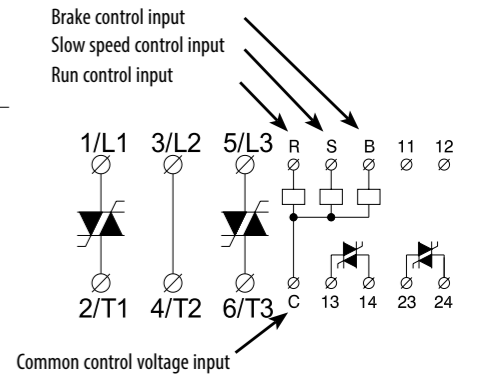 Brake control input
Slow speed control input
Run control input
1/L1 3/L2 5/L3 R S B 11 12
2/T1 4/T2 6/T3 C 13 14 23 24
Common control voltage input